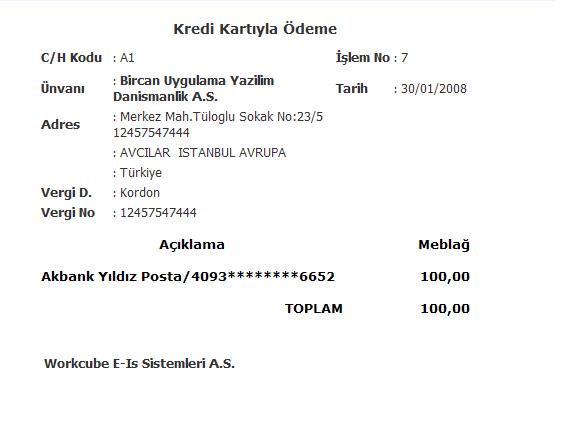 Kredi Kartıyla Ödeme
C/H Kodu : A1 İşlem No : 7
Ünvanı : Bircan Uygulama Yazilim
Danismanlik A.S. Tarih : 30/01/2008
Adres : Merkez Mah.Tüloglu Sokak No:23/5
12457547444
: AVCILAR ISTANBUL AVRUPA
: Türkiye
Vergi D. : Kordon
Vergi No : 12457547444
Açıklama Meblağ
Akbank Yıldız Posta/4093********6652 100,00
TOPLAM 100,00
Workcube E-Is Sistemleri A.S.